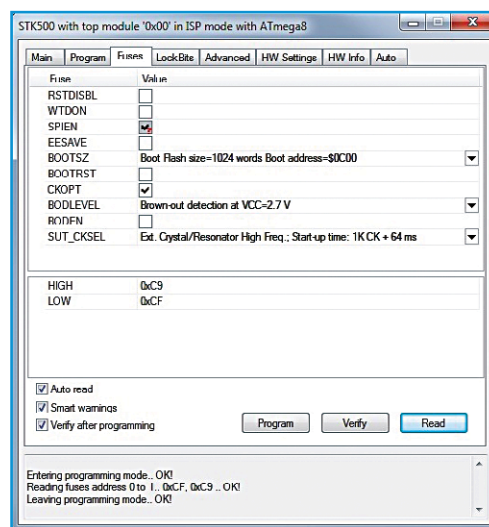 STK500 with top module '0x00' in ISP mode with ATmega8
Main Program Fuses LockBits Advanced HW Settings HW Info Auto
Fuse Value
RSTDISBL
WTDON
SPIEN
EESAVE
BOOTSZ Boot Flash size=1024 words Boot address=$0C00
BOOTRST
CKOPT
BODLEVEL Brown-out detection at VCC=2.7 V
BODEN
SUT_CKSEL Ext. Crystal/Resonator High Freq.; Start-up time: 1K CK + 64 ms
HIGH 0xC9
LOW 0xCF
Auto read
Smart warnings
Verify after programming
Program Verify Read
Entering programming mode.. OK!
Reading fuses address 0 to 1.. 0xCF, 0xC9 .. OK!
Leaving programming mode.. OK!